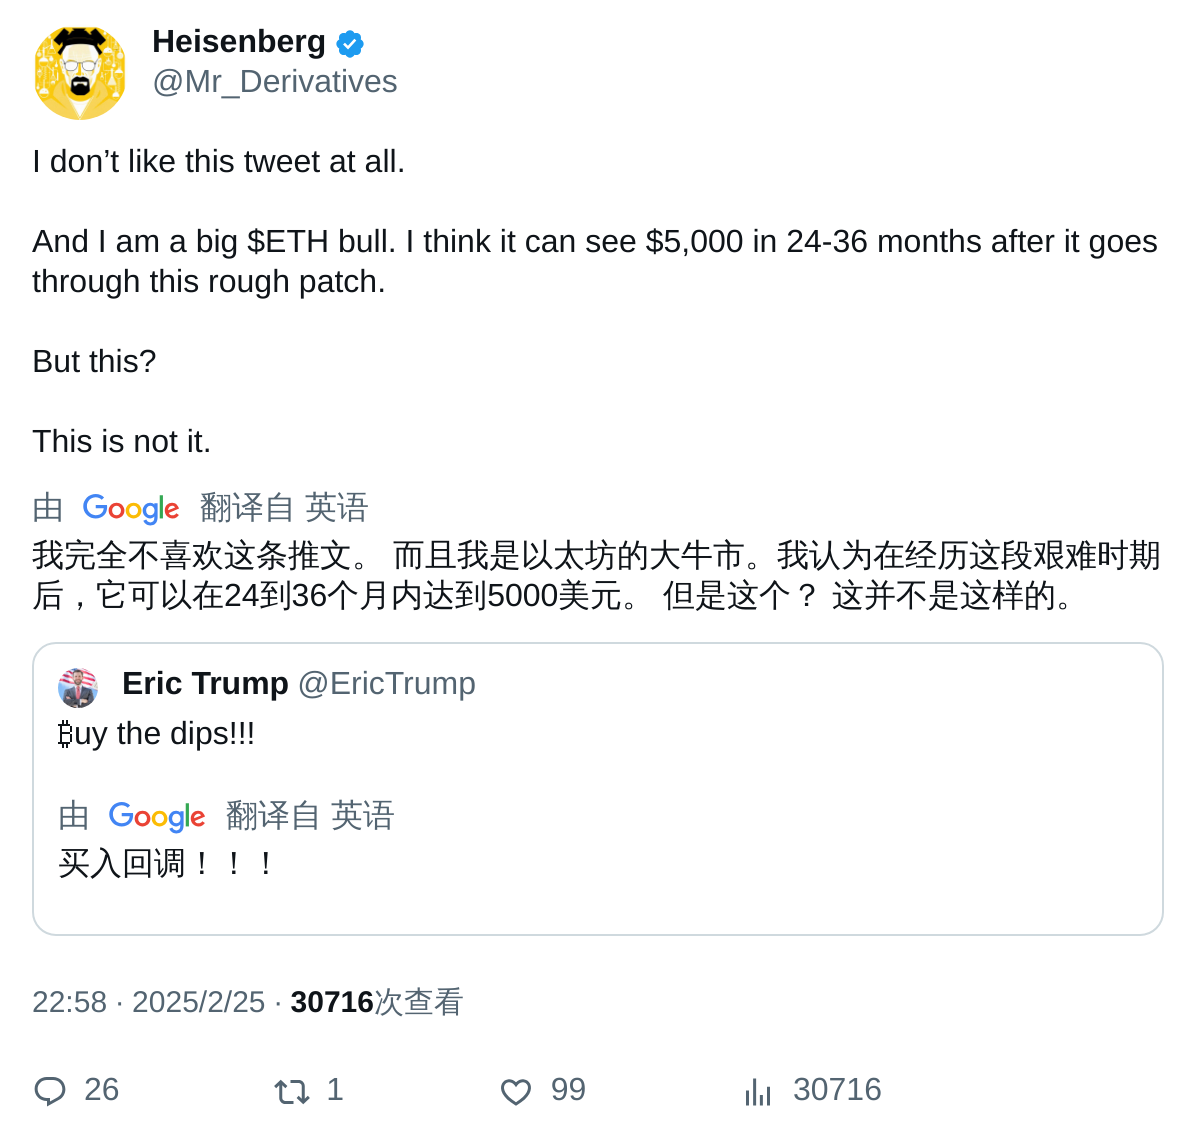 Heisenberg
@Mr_Derivatives
I don’t like this tweet at all.
And I am a big $ETH bull. I think it can see $5,000 in 24-36 months after it goes
through this rough patch.
But this?
This is not it.
由 Google 翻译自 英语
我完全不喜欢这条推文。 而且我是以太坊的大牛市。我认为在经历这段艰难时期
后，它可以在24到36个月内达到5000美元。 但是这个？ 这并不是这样的。
Eric Trump @EricTrump
₿uy the dips!!!
由 Google 翻译自 英语
买入回调！！！
22:58 · 2025/2/25 · 30716次查看
26 1 99 30716